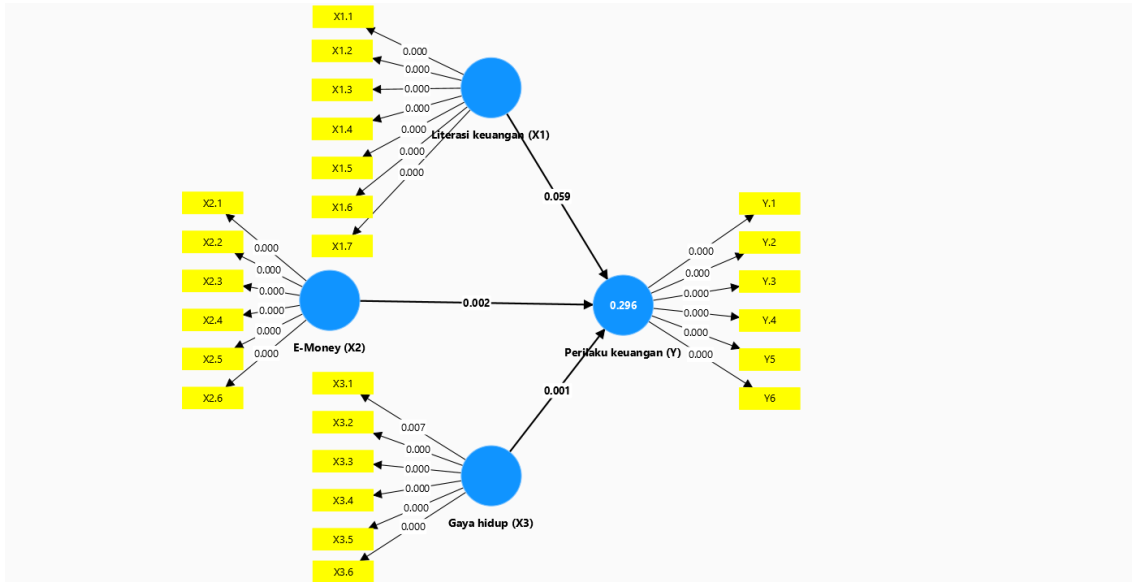 X1.1
X1.2
X1.3
X1.4
X1.5
X1.6
X1.7
0.000
0.000
0.000
0.000
0.000
0.000
0.000
Literasi keuangan (X1)
0.059
X2.1
X2.2
X2.3
X2.4
X2.5
X2.6
0.000
0.000
0.000
0.000
0.000
0.000
E-Money (X2)
0.002
X3.1
X3.2
X3.3
X3.4
X3.5
X3.6
0.007
0.000
0.000
0.000
0.000
0.000
Gaya hidup (X3)
0.001
0.296
Perilaku keuangan (Y)
0.000
0.000
0.000
0.000
0.000
0.000
Y.1
Y.2
Y.3
Y.4
Y5
Y6